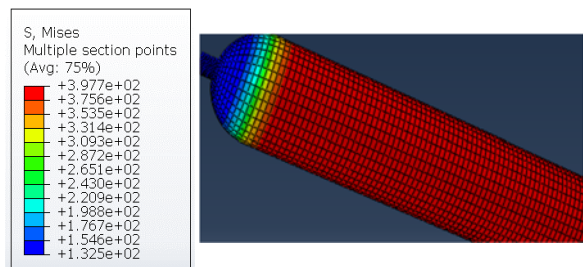 S, Mises
Multiple section points
(Avg: 75%)
+3.977e+02
+3.756e+02
+3.535e+02
+3.314e+02
+3.093e+02
+2.872e+02
+2.651e+02
+2.430e+02
+2.209e+02
+1.988e+02
+1.767e+02
+1.546e+02
+1.325e+02